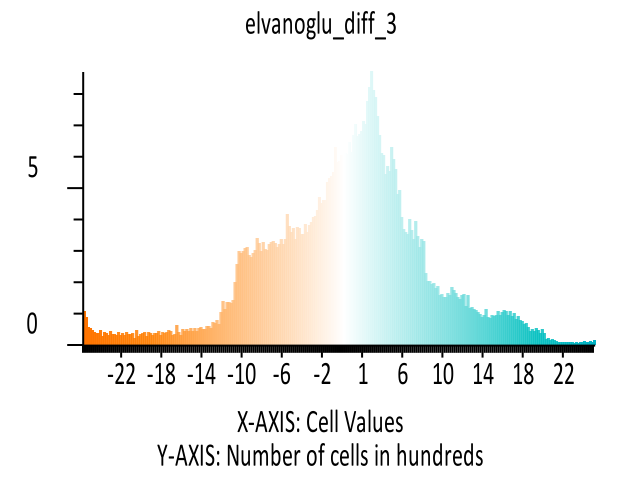 elvanoglu_diff_3
5
0
-22 -18 -14 -10 -6 -2 1 6 10 14 18 22
X-AXIS: Cell Values
Y-AXIS: Number of cells in hundreds